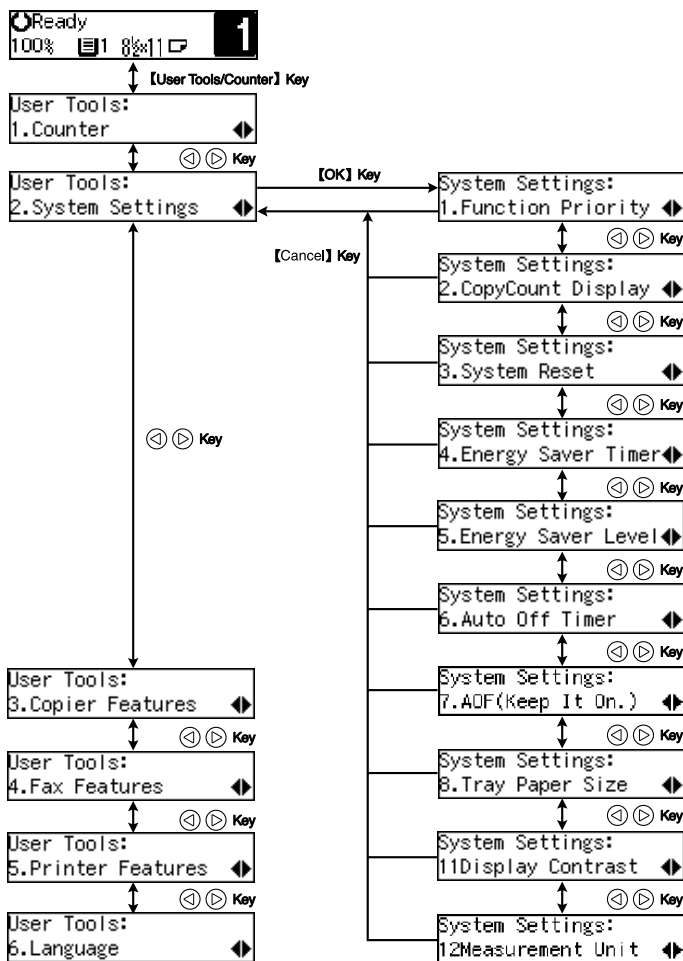 Ready
100% 1 8½x11 1
【User Tools/Counter】 Key
User Tools:
1.Counter
Key
User Tools:
2.System Settings
【OK】 Key
【Cancel】 Key
Key
User Tools:
3.Copier Features
Key
User Tools:
4.Fax Features
Key
User Tools:
5.Printer Features
Key
User Tools:
6.Language
System Settings:
1.Function Priority
Key
System Settings:
2.CopyCount Display
Key
System Settings:
3.System Reset
Key
System Settings:
4.Energy Saver Timer
Key
System Settings:
5.Energy Saver Level
Key
System Settings:
6.Auto Off Timer
Key
System Settings:
7.AOF(Keep It On.)
Key
System Settings:
8.Tray Paper Size
Key
System Settings:
11Display Contrast
Key
System Settings:
12Measurement Unit